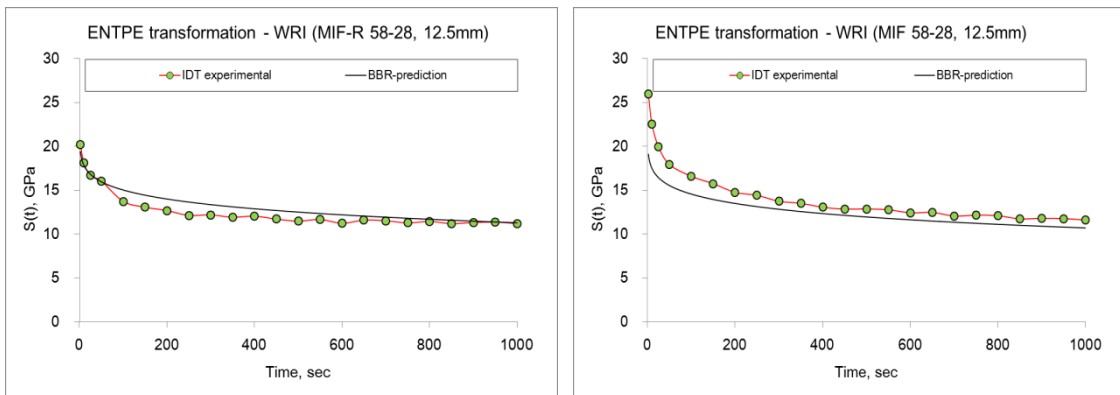 ENTPE transformation - WRI (MIF-R 58-28, 12.5mm)
30
IDT experimental BBR-prediction
25
20
15
10
5
0
S(t), GPa
0 200 400 600 800 1000
Time, sec
ENTPE transformation - WRI (MIF 58-28, 12.5mm)
30
IDT experimental BBR-prediction
25
20
15
10
5
0
S(t), GPa
0 200 400 600 800 1000
Time, sec